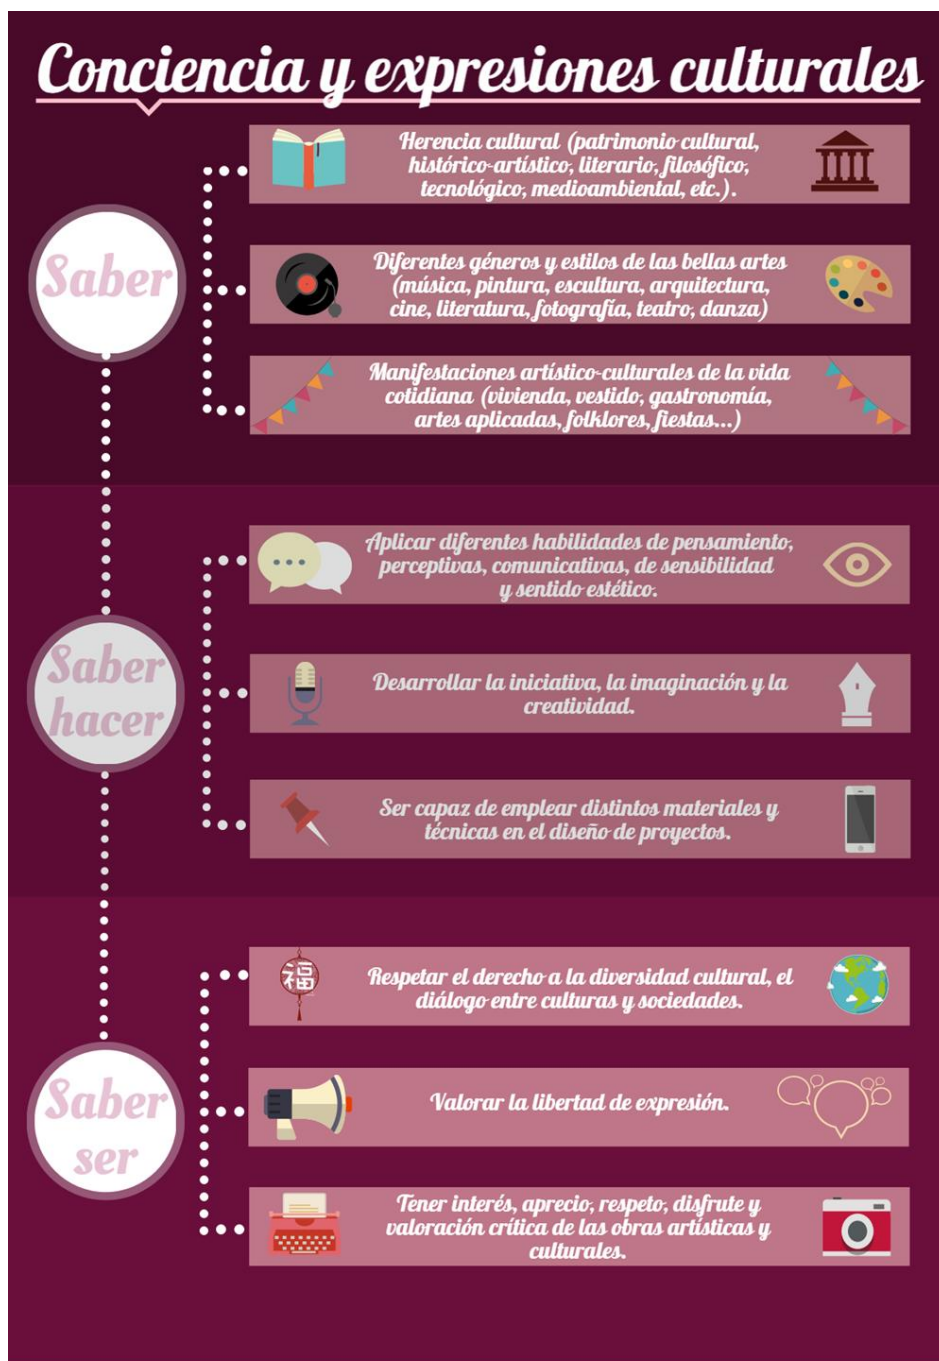 Conciencia y expresiones culturales
Saber
Herencia cultural (patrimonio cultural,
histórico-artístico, literario, filosófico,
tecnológico, medioambiental, etc.).
Diferentes géneros y estilos de las bellas artes
(música, pintura, escultura, arquitectura,
cine, literatura, fotografía, teatro, danza)
Manifestaciones artístico-culturales de la vida
cotidiana (vivienda, vestido, gastronomía,
artes aplicadas, folklores, fiestas...)
Saber
hacer
Aplicar diferentes habilidades de pensamiento,
perceptivas, comunicativas, de sensibilidad
y sentido estético.
Desarrollar la iniciativa, la imaginación y la
creatividad.
Ser capaz de emplear distintos materiales y
técnicas en el diseño de proyectos.
Saber
ser
福
Respetar el derecho a la diversidad cultural, el
diálogo entre culturas y sociedades.
Valorar la libertad de expresión.
Tener interés, aprecio, respeto, disfrute y
valoración crítica de las obras artísticas y
culturales.